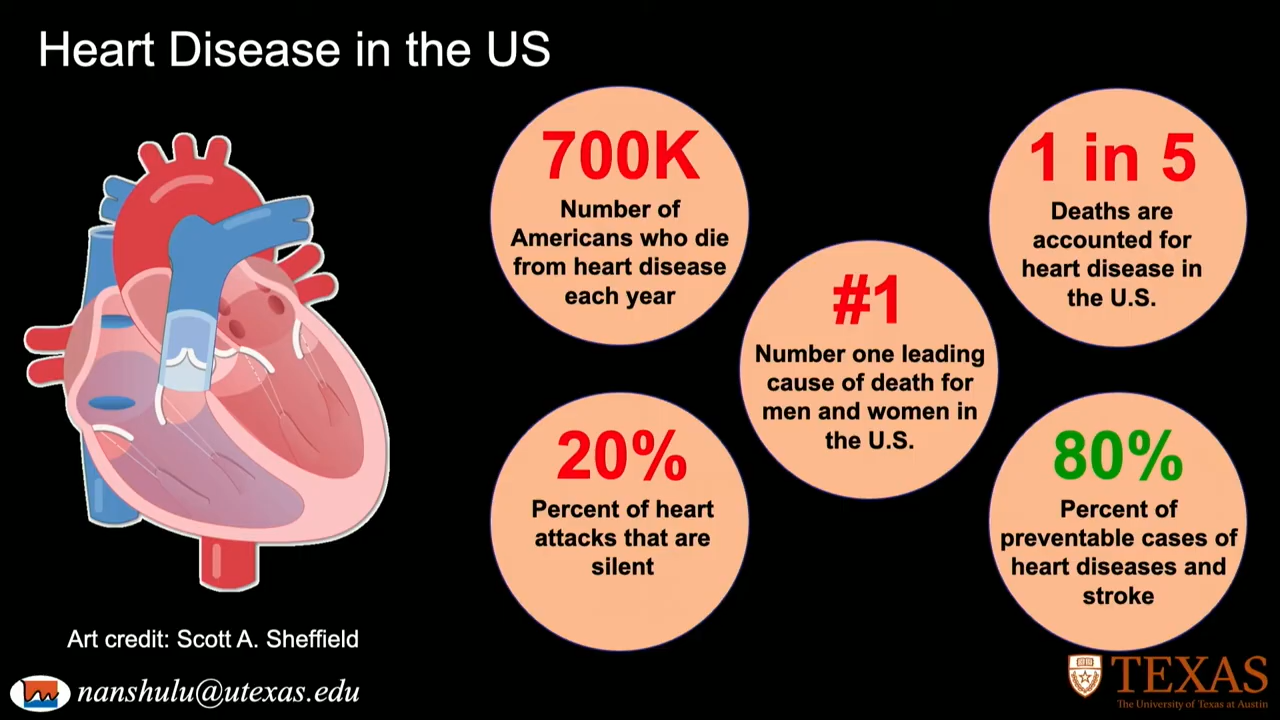 Heart Disease in the US
700K
Number of
Americans who die
from heart disease
each year
1 in 5
Deaths are
accounted for
heart disease in
the U.S.
#1
Number one leading
cause of death for
men and women in
the U.S.
20%
Percent of heart
attacks that are
silent
80%
Percent of
preventable cases of
heart diseases and
stroke
Art credit: Scott A. Sheffield
nanshulu@utexas.edu
TEXAS
The University of Texas at Austin